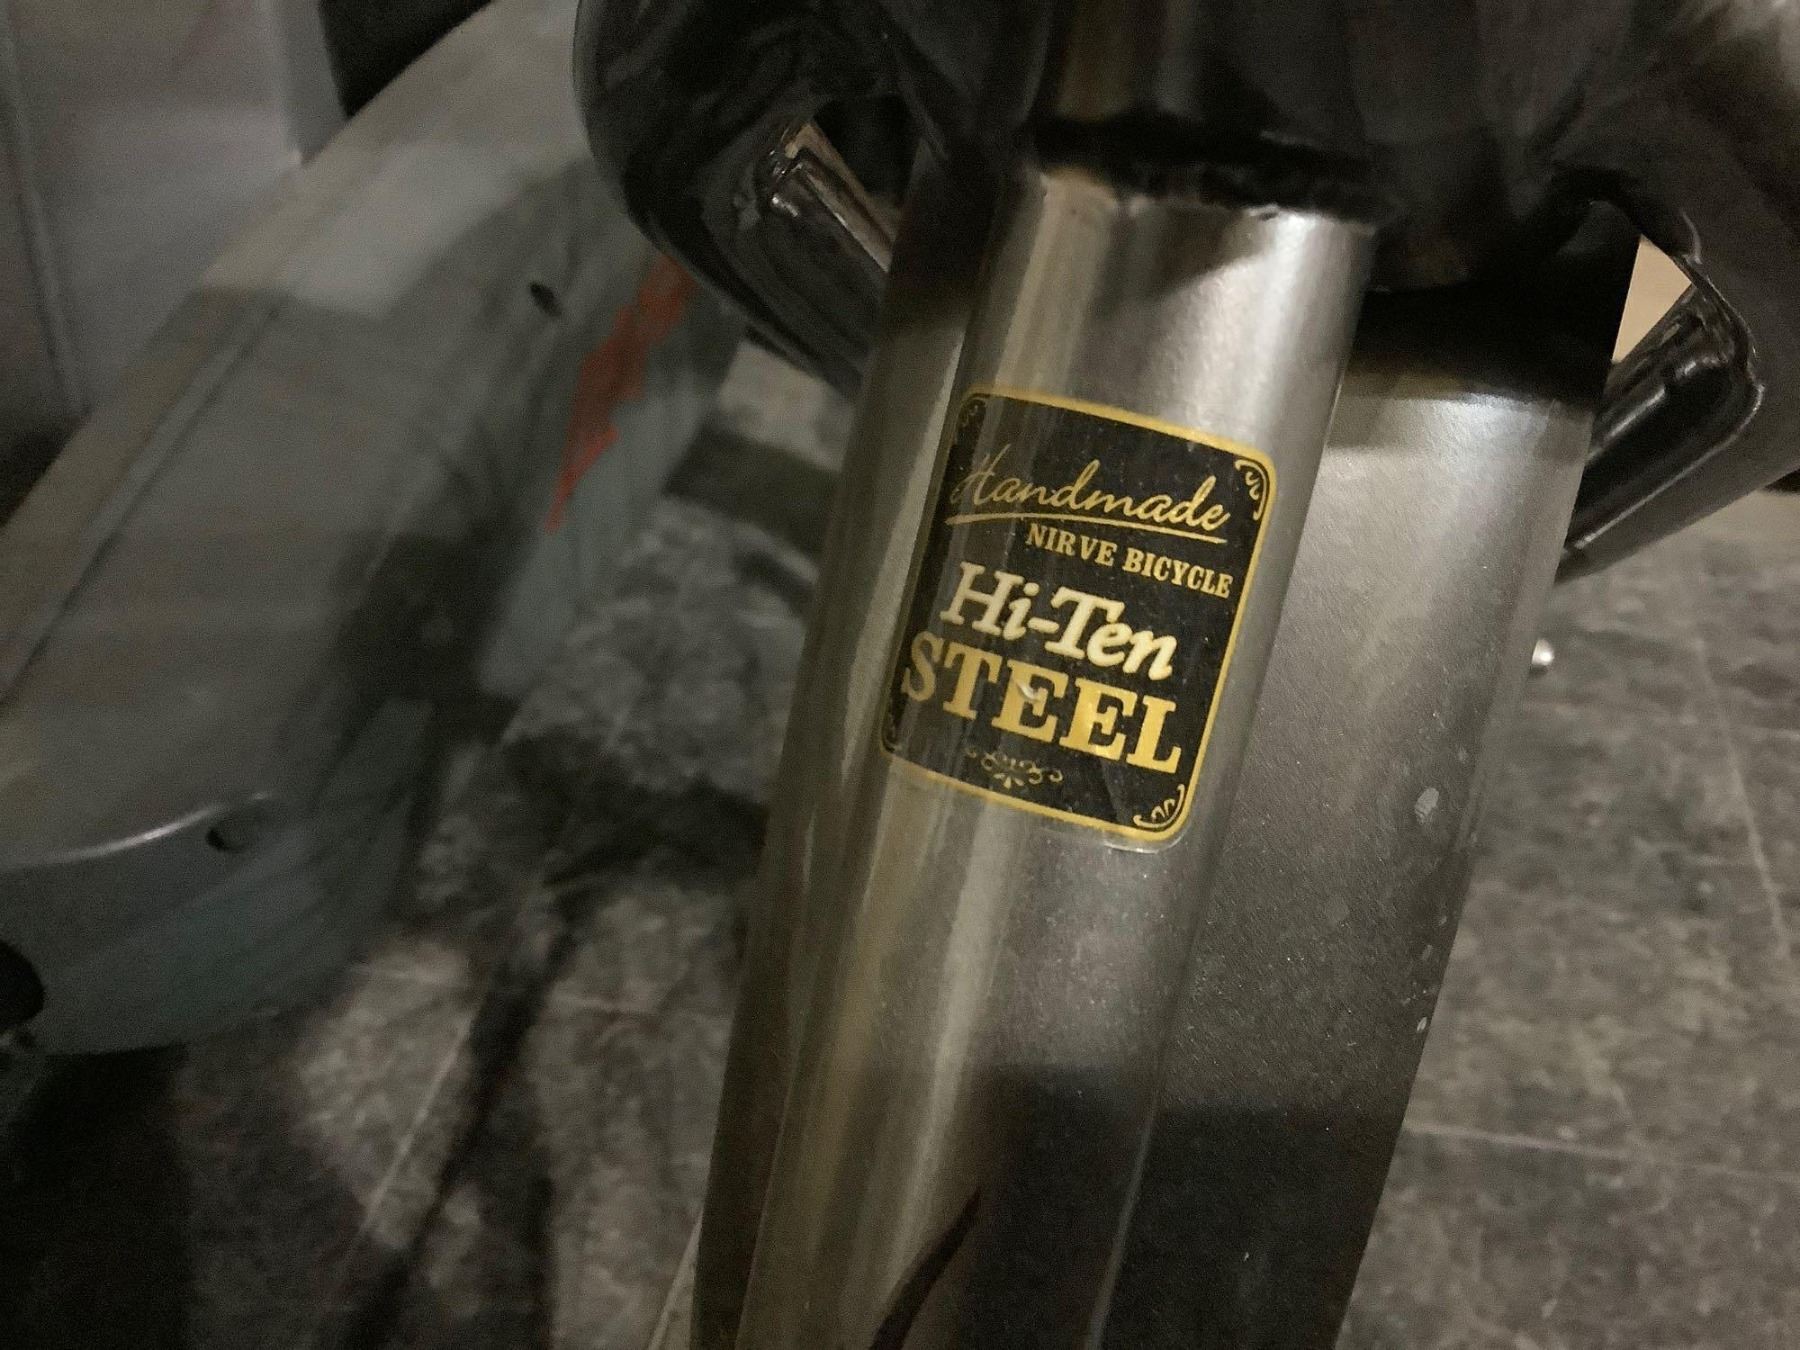 Handmade
NIRVE BICYCLE
Hi-Ten
STEEL